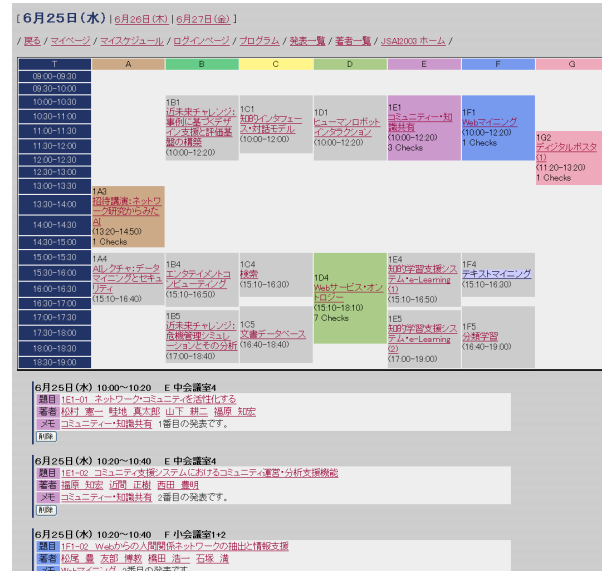 [ 6月25日(水) | 6月26日(木) | 6月27日(金) ]
/ 戻る / マイページ / マイスケジュール / ログインページ / プログラム / 発表一覧 / 著者一覧 / JSAI2003 ホーム /
T A B C D E F G
09:00-09:30
09:30-10:00
10:00-10:30
10:30-11:00
11:00-11:30
11:30-12:00
12:00-12:30
12:30-13:00
13:00-13:30
13:30-14:00
14:00-14:30
14:30-15:00
15:00-15:30
15:30-16:00
16:00-16:30
16:30-17:00
17:00-17:30
17:30-18:00
18:00-18:30
18:30-19:00
1B1
近未来チャレンジ:
事例に基づくデザ
イン支援と評価基
盤の構築
(10:00-12:20)
1C1
知的インタフェー
ス・対話モデル
(10:00-12:00)
1D1
ヒューマンロボット
インタラクション
(10:00-12:20)
1E1
コミュニティー・知
識共有
(10:00-12:20)
3 Checks
1F1
Webマイニング
(10:00-12:20)
1 Checks
1G2
ディジタルポスタ
(1)
(11:20-13:20)
1 Checks
1A3
招待講演:ネットワ
ーク研究からみた
AI
(13:20-14:50)
1 Checks
1A4
AIレクチャ:データ
マイニングとセキュ
リティ
(15:10-16:40)
1B4
エンタテイメントコ
ンピューティング
(15:10-16:50)
1C4
検索
(15:10-16:30)
1D4
Webサービス・オン
トロジー
(15:10-18:10)
7 Checks
1E4
知的学習支援シス
テム・e-Learning
(1)
(15:10-16:50)
1F4
テキストマイニング
(15:10-16:30)
1B5
近未来チャレンジ:
危機管理シミュレ
ーションとその分析
(17:00-18:40)
1C5
文書データベース
(16:40-18:40)
1E5
知的学習支援シス
テム・e-Learning
(2)
(17:00-19:00)
1F5
分類学習
(16:40-19:00)
6月25日(水) 10:00~10:20 E 中会議室4
題目 1E1-01 ネットワーク・コミュニティを活性化する
著者 松村 憲一 畦地 真太郎 山下 耕二 福原 知宏
メモ コミュニティー・知識共有 1番目の発表です。
削除
6月25日(水) 10:20~10:40 E 中会議室4
題目 1E1-02 コミュニティ支援システムにおけるコミュニティ運営・分析支援機能
著者 福原 知宏 近間 正樹 西田 豊明
メモ コミュニティー・知識共有 2番目の発表です。
削除
6月25日(水) 10:20~10:40 F 小会議室1+2
題目 1F1-02 Webからの人間関係ネットワークの抽出と情報支援
著者 松尾 豊 友部 博教 橋田 浩一 石塚 満
メモ Webマイニング 2番目の発表です。